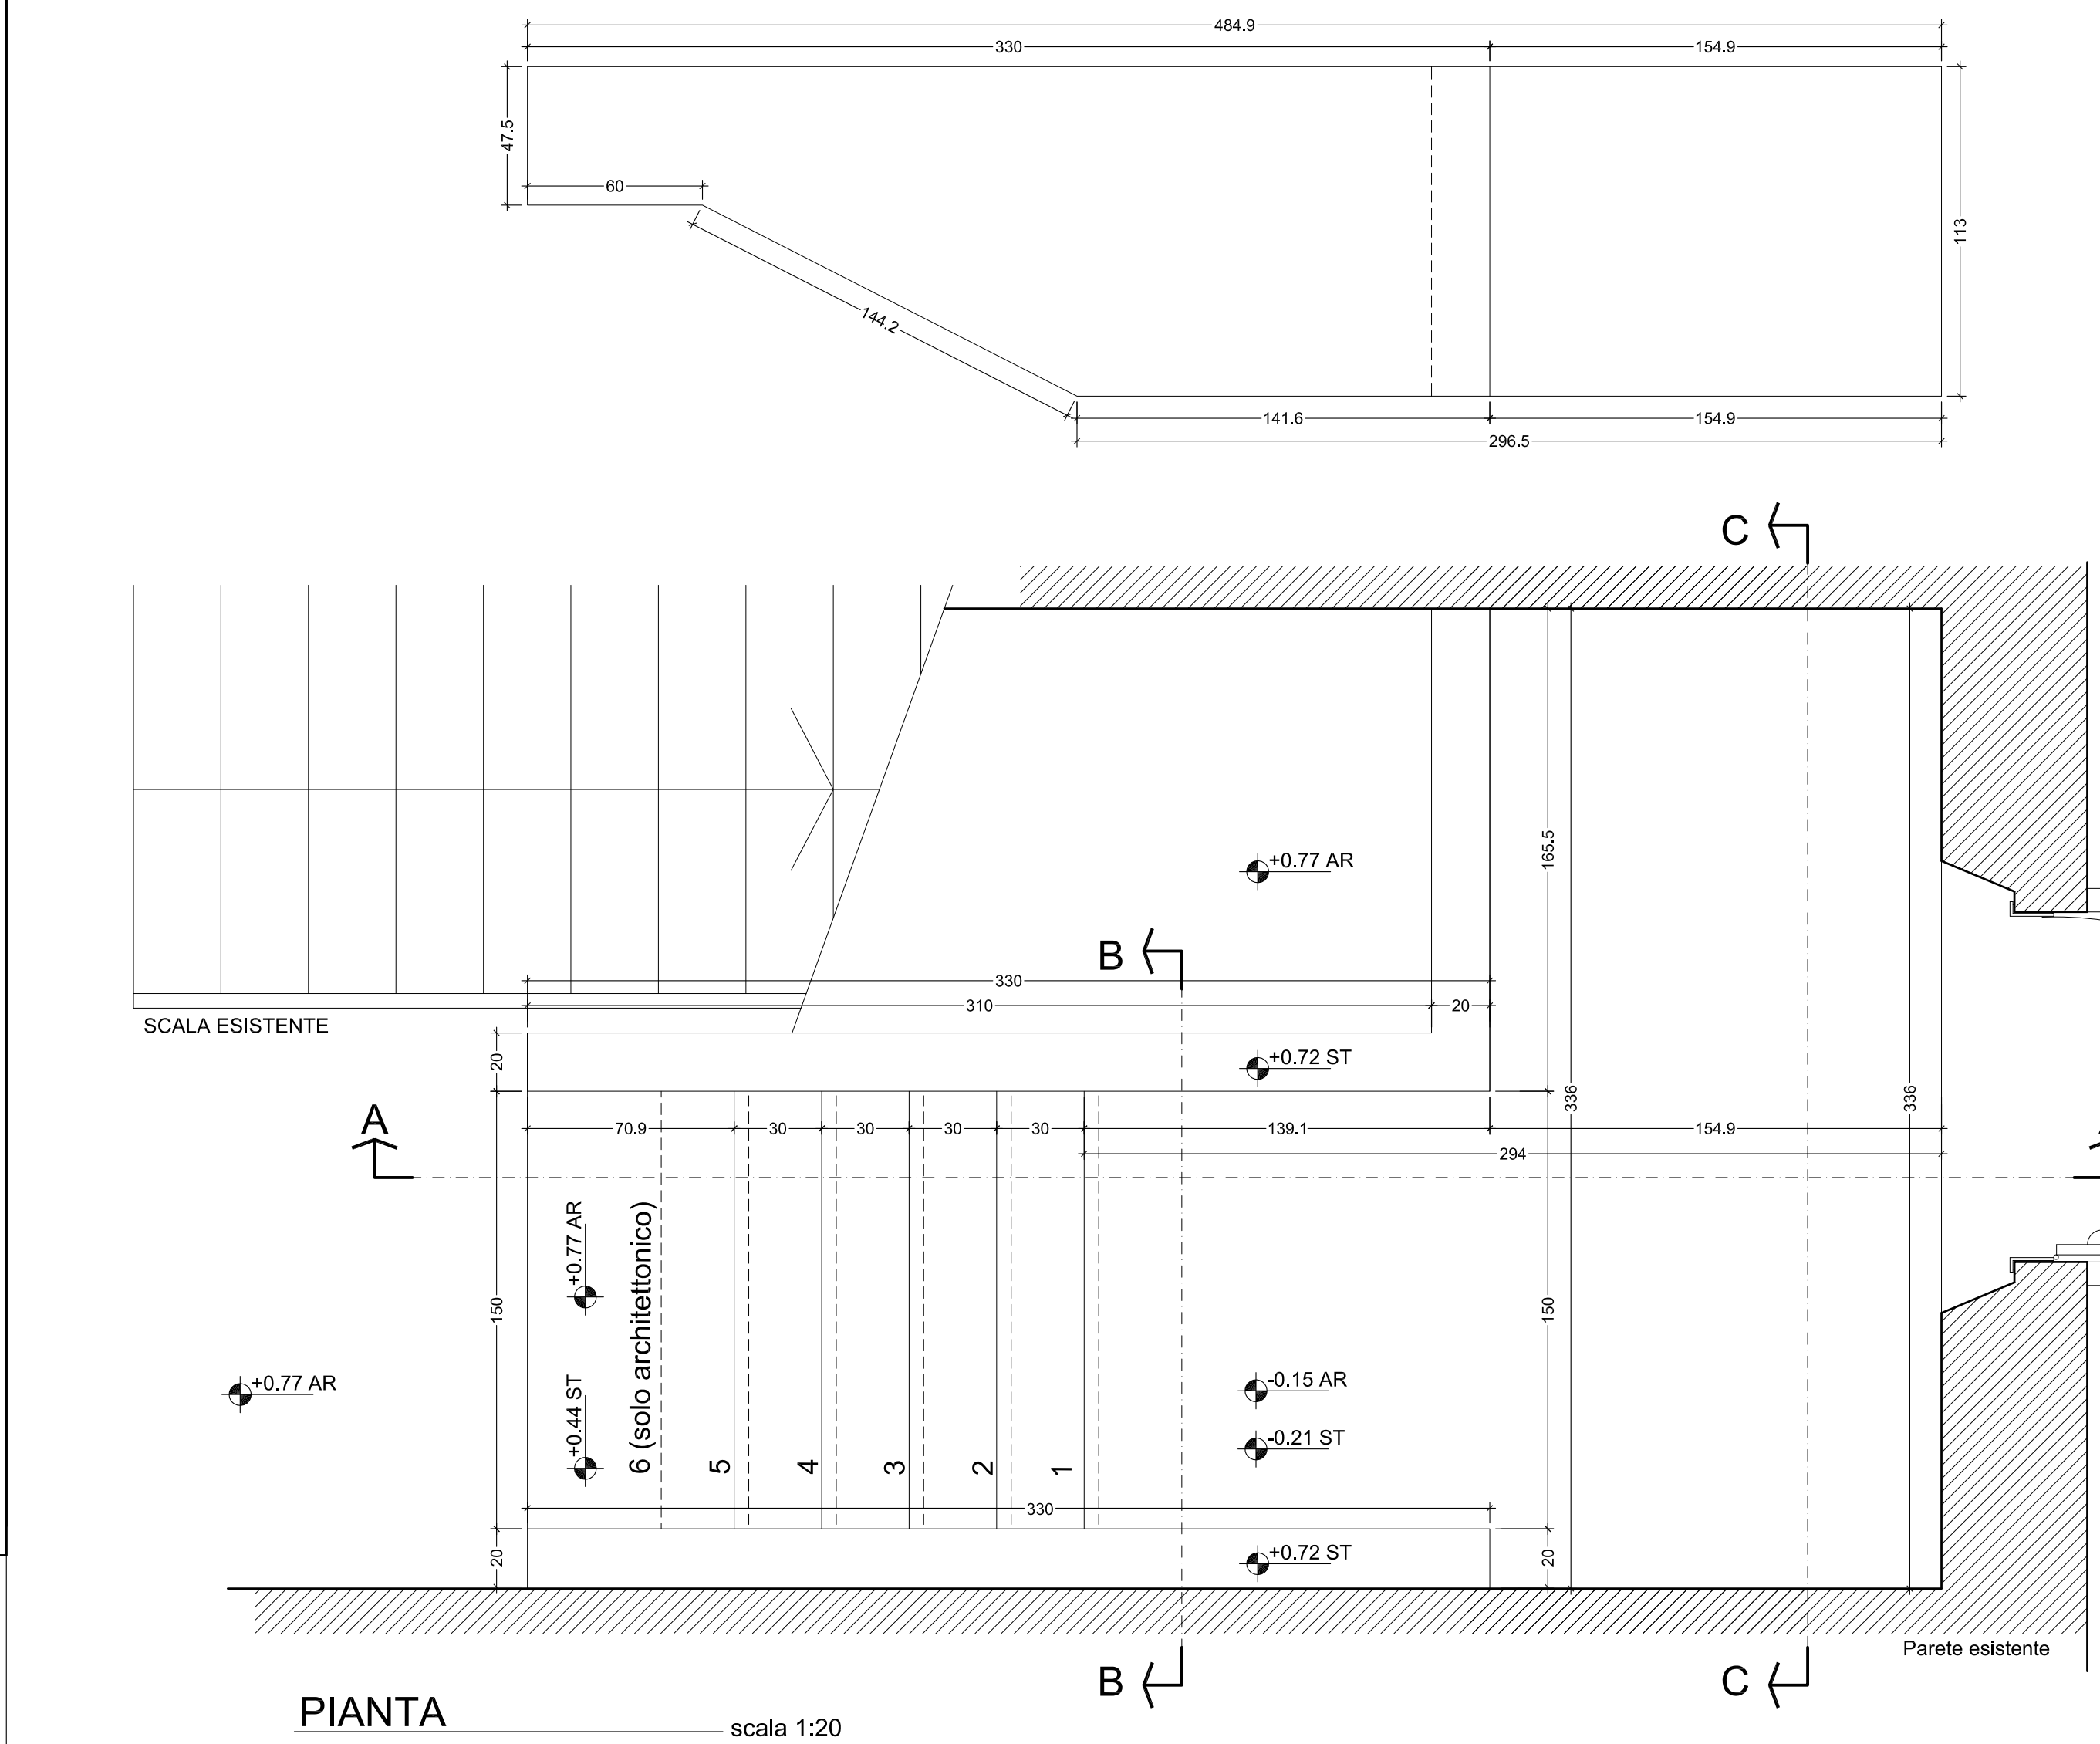 484.9
330
154.9
47.5
60
113
144.2
141.6
154.9
296.5
C
165.5
+0.77 AR
B
330
310
20
SCALA ESISTENTE
20
+0.72 ST
336
336
A
70.9
30
30
30
30
139.1
154.9
294
+0.77 AR
6 (solo architettonico)
150
150
+0.77 AR
-0.15 AR
+0.44 ST
-0.21 ST
5
4
3
2
1
330
20
+0.72 ST
20
Parete esistente
B
C
PIANTA
scala 1:20